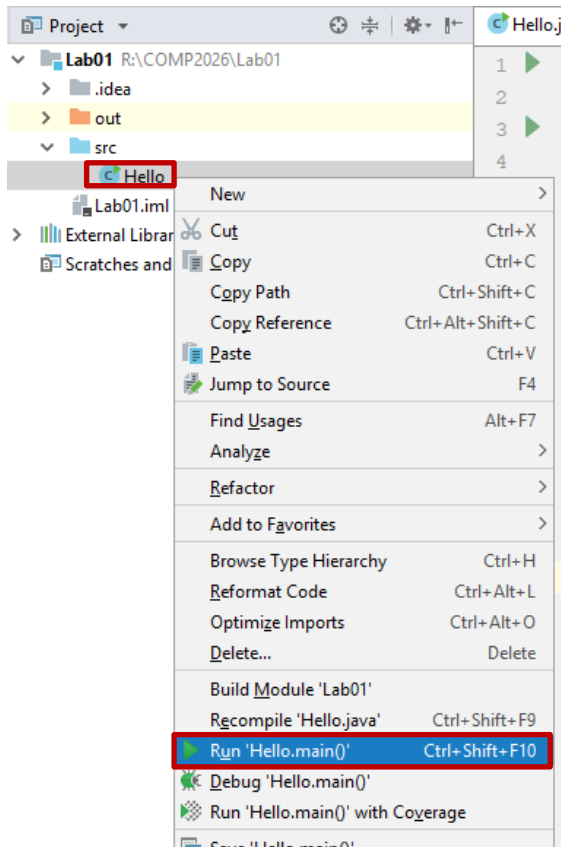 Project
Hello.j
Lab01 R:\COMP2026\Lab01
1
.idea
2
out
3
src
4
C Hello
Lab01.iml
External Librar
Scratches and
New
Cut Ctrl+X
Copy Ctrl+C
Copy Path Ctrl+Shift+C
Copy Reference Ctrl+Alt+Shift+C
Paste Ctrl+V
Jump to Source F4
Find Usages Alt+F7
Analyze
Refactor
Add to Favorites
Browse Type Hierarchy Ctrl+H
Reformat Code Ctrl+Alt+L
Optimize Imports Ctrl+Alt+O
Delete... Delete
Build Module 'Lab01'
Recompile 'Hello.java' Ctrl+Shift+F9
Run 'Hello.main()' Ctrl+Shift+F10
Debug 'Hello.main()'
Run 'Hello.main()' with Coverage
Save 'Hello.main()'